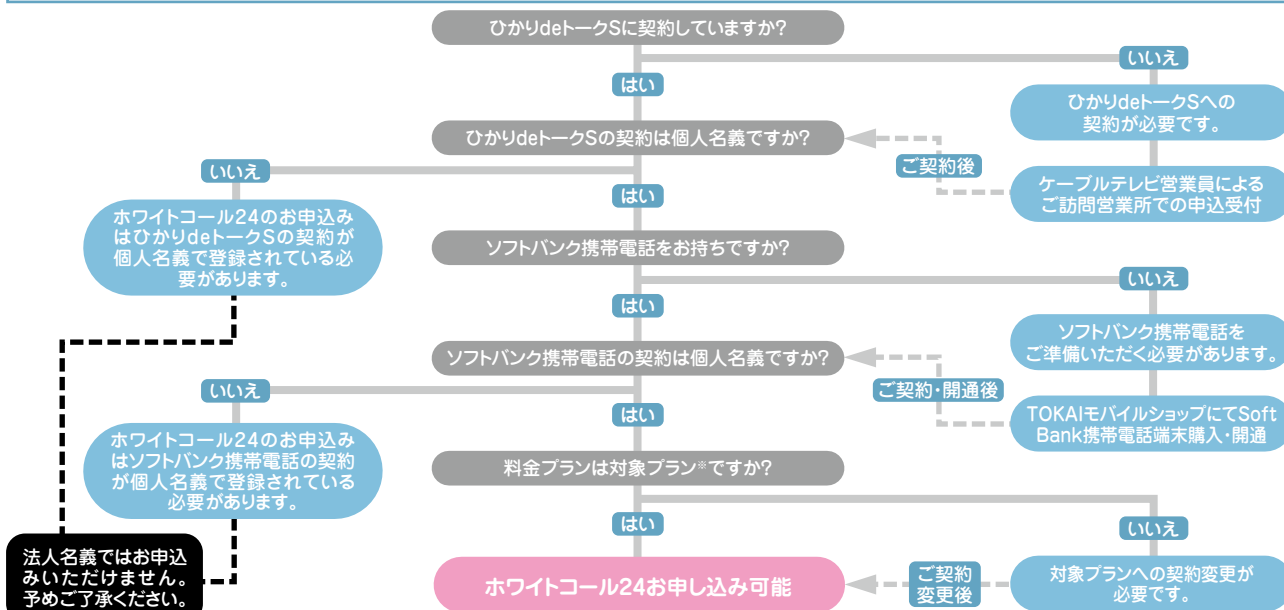 ひかりdeトークSに契約していますか?
いいえ
はい
ひかりdeトークSへの
契約が必要です。
ひかりdeトークSの契約は個人名義ですか?
ご契約後
いいえ
はい
ケーブルテレビ営業員による
ご訪問営業所での申込受付
ホワイトコール24のお申込み
はひかりdeトークSの契約が
個人名義で登録されている必
要があります。
ソフトバンク携帯電話をお持ちですか?
いいえ
はい
ソフトバンク携帯電話を
ご準備いただく必要があります。
ソフトバンク携帯電話の契約は個人名義ですか?
ご契約・開通後
いいえ
はい
TOKAIモバイルショップにてSoft
Bank携帯電話端末購入・開通
ホワイトコール24のお申込み
はソフトバンク携帯電話の契約
が個人名義で登録されている
必要があります。
料金プランは対象プラン※ですか?
はい
いいえ
法人名義ではお申込
みいただけません。
予めご了承ください。
ホワイトコール24お申し込み可能
ご契約
変更後
対象プランへの契約変更が
必要です。